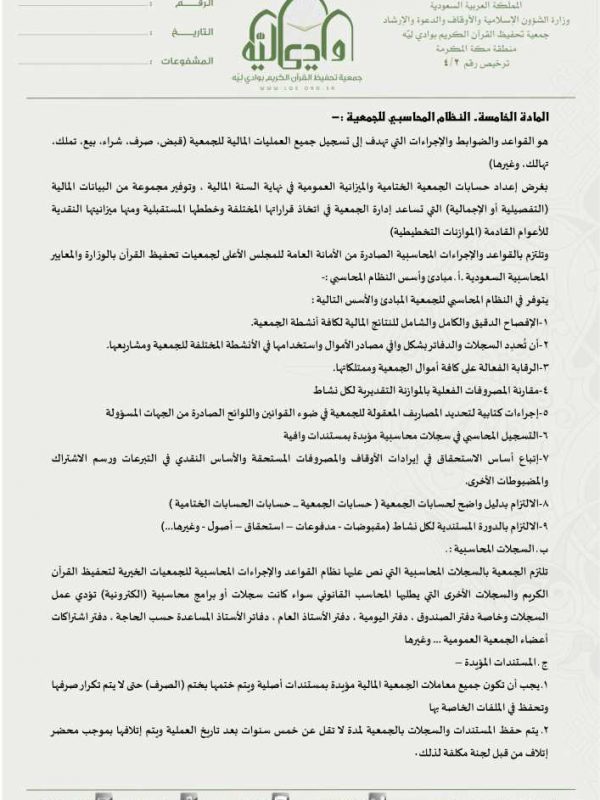 المملكة العربية السعودية
وزارة الشؤون الإسلامية والأوقاف والدعوة والإرشاد
جمعية تحفيظ القرآن الكريم بوادي ليّه
منطقة مكة المكرمة
ترخيص رقم ٤/٢
وادي ليّة
جمعية تحفيظ القرآن الكريم بوادي ليّه
WWW.LQE.ORG.SA
الرقم :
التاريخ :
المشفوعات :
المادة الخامسة. النظام المحاسبي للجمعية :–
هو القواعد والضوابط والإجراءات التي تهدف إلى تسجيل جميع العمليات المالية للجمعية (قبض، صرف، شراء، بيع، تملك،
تهالك، وغيرها)
بغرض إعداد حسابات الجمعية الختامية والميزانية العمومية في نهاية السنة المالية ، وتوفير مجموعة من البيانات المالية
(التفصيلية أو الإجمالية) التي تساعد إدارة الجمعية في اتخاذ قراراتها المختلفة وخططها المستقبلية ومنها ميزانيتها النقدية
للأعوام القادمة (الموازنات التخطيطية)
وتلتزم بالقواعد والإجراءات المحاسبية الصادرة من الأمانة العامة للمجلس الأعلى لجمعيات تحفيظ القرآن بالوزارة والمعايير
المحاسبية السعودية .أ. مبادئ وأسس النظام المحاسبي :-
يتوفر في النظام المحاسبي للجمعية المبادئ والأسس التالية :
١-الإفصاح الدقيق والكامل والشامل للنتائج المالية لكافة أنشطة الجمعية.
٢-أن تُحدِد السجلات والدفاتر بشكل وافي مصادر الأموال واستخدامها في الأنشطة المختلفة للجمعية ومشاريعها.
٣-الرقابة الفعالة على كافة أموال الجمعية وممتلكاتها.
٤-مقارنة المصروفات الفعلية بالموازنة التقديرية لكل نشاط
٥-إجراءات كتابية لتحديد المصاريف المعقولة للجمعية في ضوء القوانين واللوائح الصادرة من الجهات المسؤولة
٦-التسجيل المحاسبي في سجلات محاسبية مؤيدة بمستندات وافية
٧-إتباع أساس الاستحقاق في إيرادات الأوقاف والمصروفات المستحقة والأساس النقدي في التبرعات ورسم الاشتراك
والمضبوطات الأخرى.
٨-الالتزام بدليل واضح لحسابات الجمعية ( حسابات الجمعية – حسابات الحسابات الختامية )
٩-الالتزام بالدورة المستندية لكل نشاط (مقبوضات - مدفوعات – استحقاق – أصول - وغيرها...)
ب. السجلات المحاسبية :.
تلتزم الجمعية بالسجلات المحاسبية التي نص عليها نظام القواعد والإجراءات المحاسبية للجمعيات الخيرية لتحفيظ القرآن
الكريم والسجلات الأخرى التي يطلبها المحاسب القانوني سواء كانت سجلات أو برامج محاسبية (الكترونية) تؤدي عمل
السجلات وخاصة دفتر الصندوق ، دفتر اليومية ، دفتر الأستاذ العام ، دفاتر الأستاذ المساعدة حسب الحاجة ، دفتر اشتراكات
أعضاء الجمعية العمومية ... وغيرها
ج. المستندات المؤيدة –
١. يجب أن تكون جميع معاملات الجمعية المالية مؤيدة بمستندات أصلية ويتم ختمها بختم (الصرف) حتى لا يتم تكرار صرفها
وتحفظ في الملفات الخاصة بها
٢. يتم حفظ المستندات والسجلات بالجمعية لمدة لا تقل عن خمس سنوات بعد تاريخ العملية ويتم إتلافها بموجب محضر
إتلاف من قبل لجنة مكلفة لذلك.